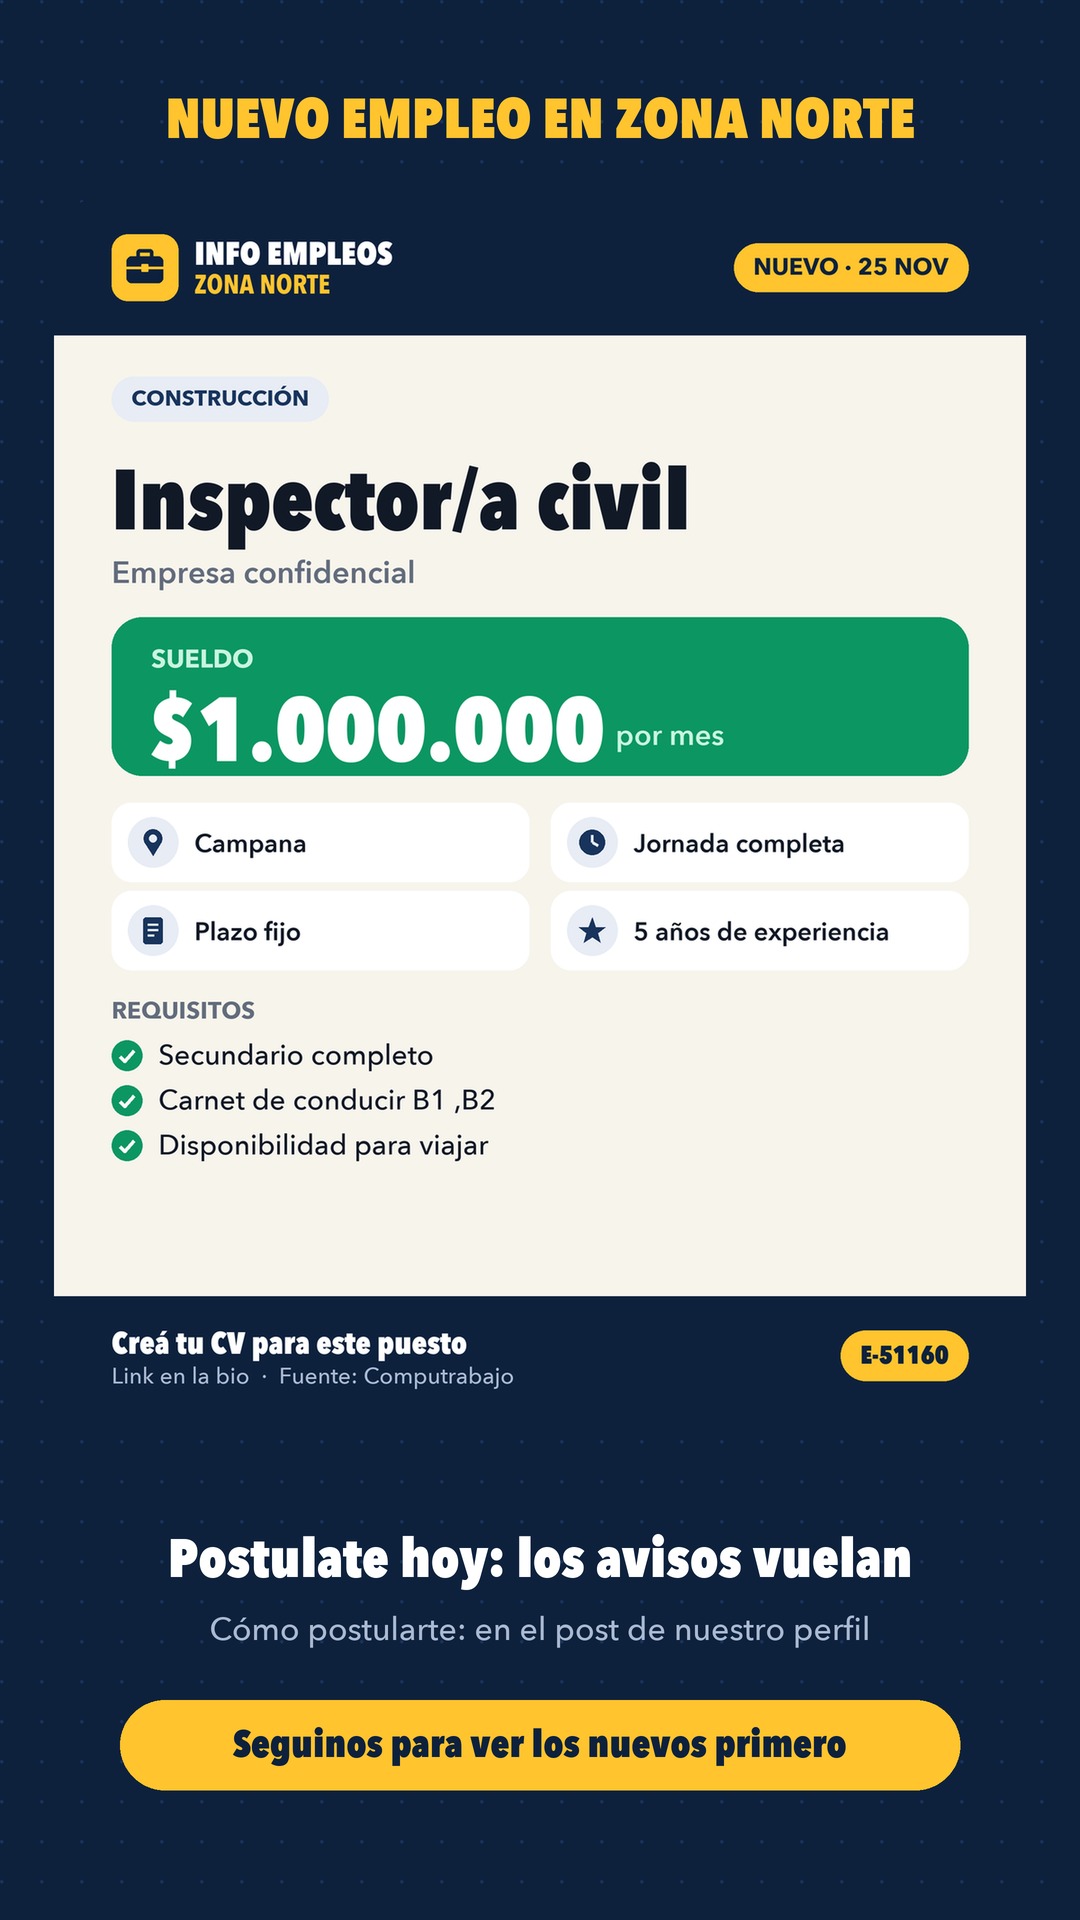 NUEVO EMPLEO EN ZONA NORTE
INFO EMPLEOS
ZONA NORTE
NUEVO · 25 NOV
CONSTRUCCIÓN
Inspector/a civil
Empresa confidencial
SUELDO
$1.000.000 por mes
Campana
Jornada completa
Plazo fijo
5 años de experiencia
REQUISITOS
Secundario completo
Carnet de conducir B1 ,B2
Disponibilidad para viajar
Creá tu CV para este puesto
Link en la bio · Fuente: Computrabajo
E-51160
Postulate hoy: los avisos vuelan
Cómo postularte: en el post de nuestro perfil
Seguinos para ver los nuevos primero